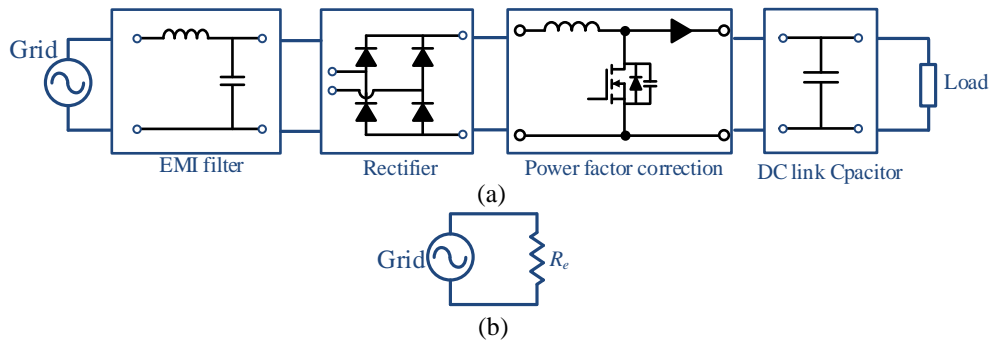 Grid
Load
EMI filter
Rectifier
Power factor correction
DC link Cpacitor
(a)
Grid
Re
(b)